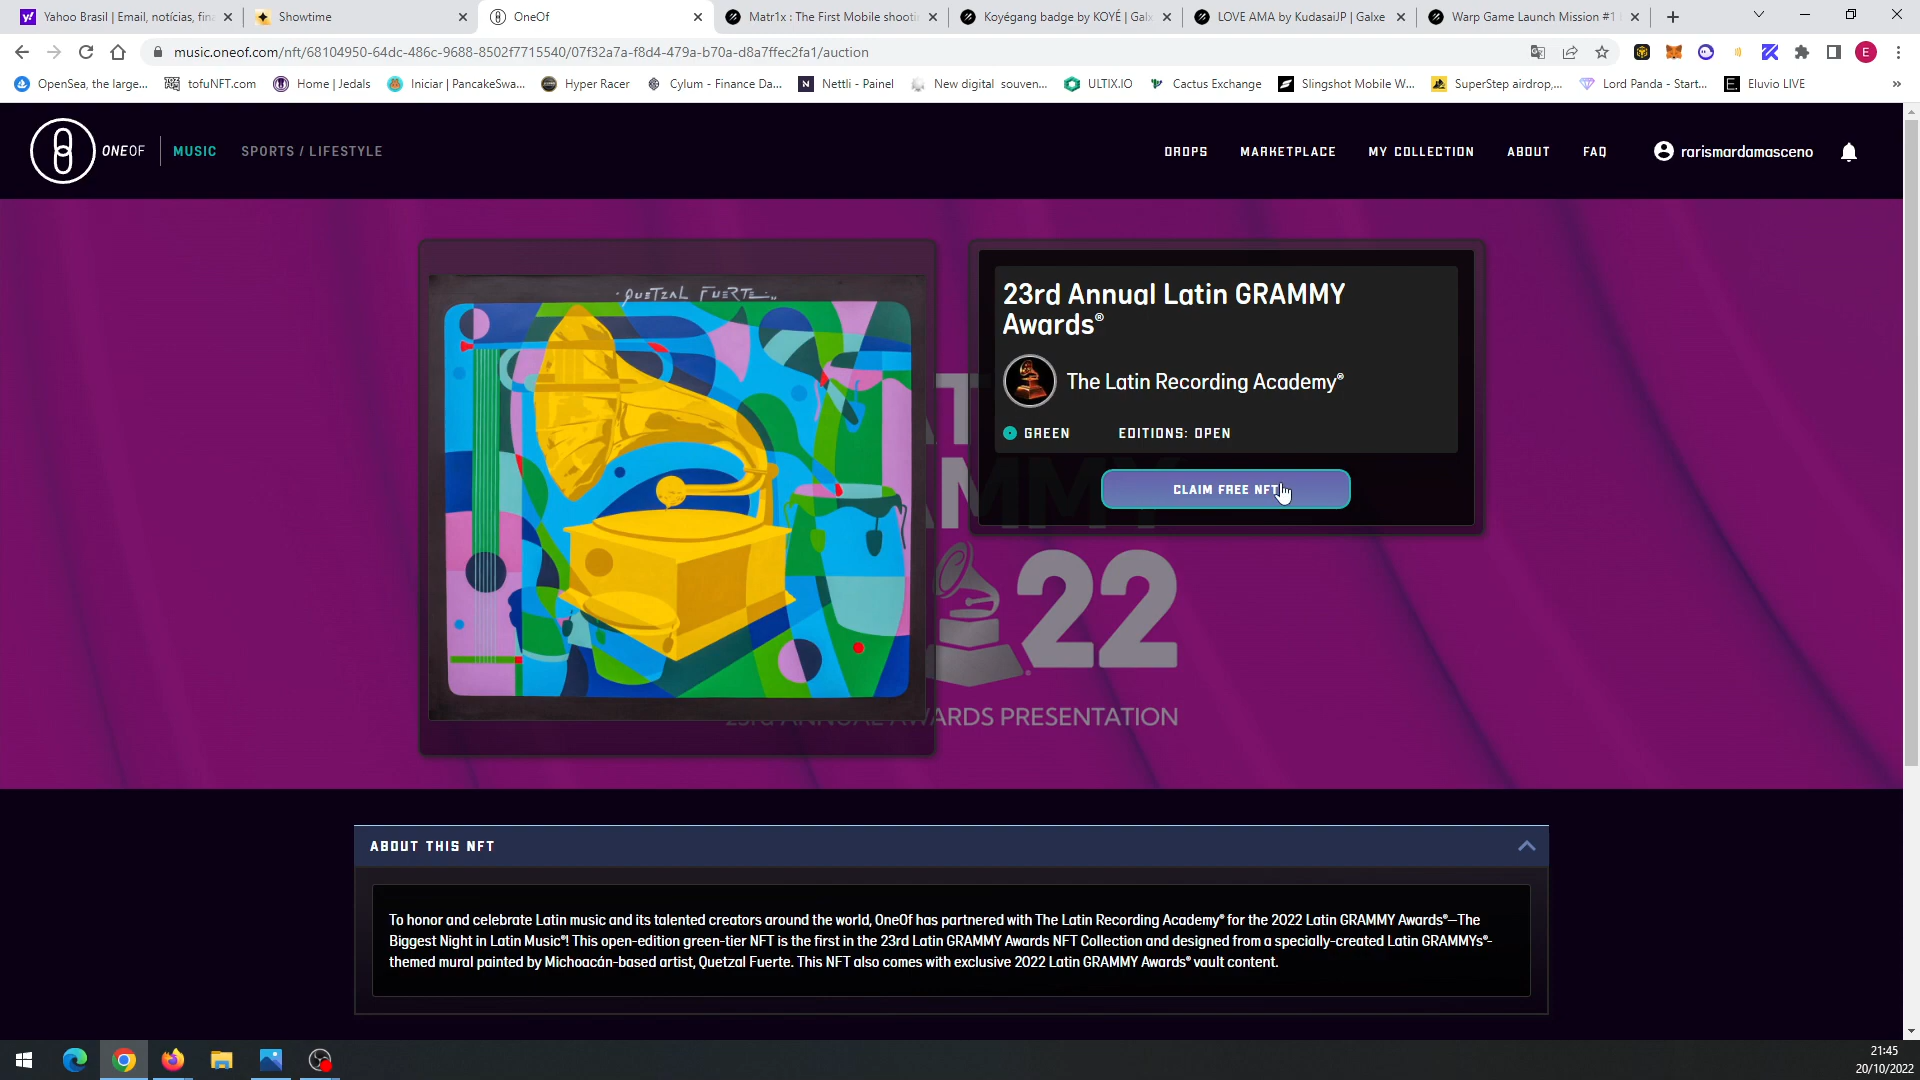 Yahoo Brasil | Email, notícias, fin
Showtime
OneOf
Matr1x : The First Mobile shooti
Koyégang badge by KOYÉ | Gal
LOVE AMA by KudasaiJP | Galxe
Warp Game Launch Mission #1
music.oneof.com/nft/68104950-64dc-486c-9688-8502f7715540/07f32a7a-f8d4-479a-b70a-d8a7ffec2fa1/auction
E
OpenSea, the large...
tofuNFT.com
Home | Jedals
Iniciar | PancakeSwa...
Hyper Racer
Cylum - Finance Da...
Nettli - Painel
New digital souven...
ULTIX.IO
Cactus Exchange
Slingshot Mobile W...
SuperStep airdrop,...
Lord Panda - Start...
Eluvio LIVE
ONEOF
MUSIC
SPORTS / LIFESTYLE
DROPS
MARKETPLACE
MY COLLECTION
ABOUT
FAQ
rarismardamasceno
·QUETZAL FUERTE·
23rd Annual Latin GRAMMY
Awards®
The Latin Recording Academy®
GREEN
EDITIONS: OPEN
CLAIM FREE NFT
22
23rd ANNUAL AWARDS PRESENTATION
ABOUT THIS NFT
To honor and celebrate Latin music and its talented creators around the world, OneOf has partnered with The Latin Recording Academy® for the 2022 Latin GRAMMY Awards®—The
Biggest Night in Latin Music®! This open-edition green-tier NFT is the first in the 23rd Latin GRAMMY Awards NFT Collection and designed from a specially-created Latin GRAMMYs®-
themed mural painted by Michoacán-based artist, Quetzal Fuerte. This NFT also comes with exclusive 2022 Latin GRAMMY Awards® vault content.
21:45
20/10/2022